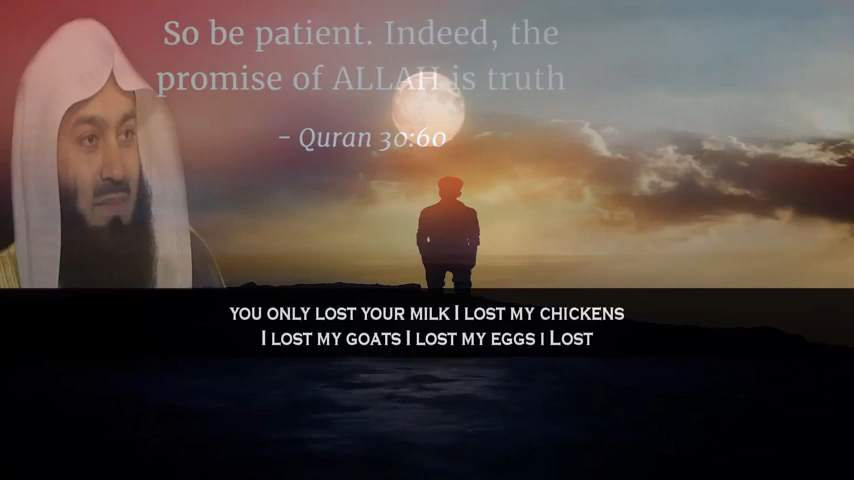 So be patient. Indeed, the
promise of ALLAH is truth
- Quran 30:60
YOU ONLY LOST YOUR MILK I LOST MY CHICKENS
I LOST MY GOATS I LOST MY EGGS I LOST